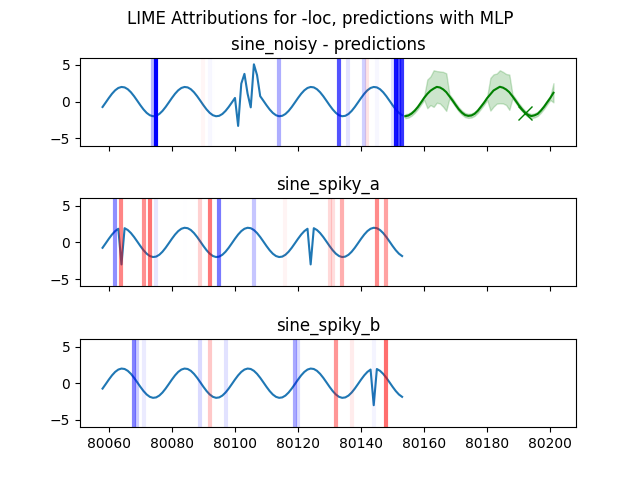 LIME Attributions for -loc, predictions with MLP
sine_noisy - predictions
5
0
−5
sine_spiky_a
5
0
−5
sine_spiky_b
5
0
−5
80060 80080 80100 80120 80140 80160 80180 80200